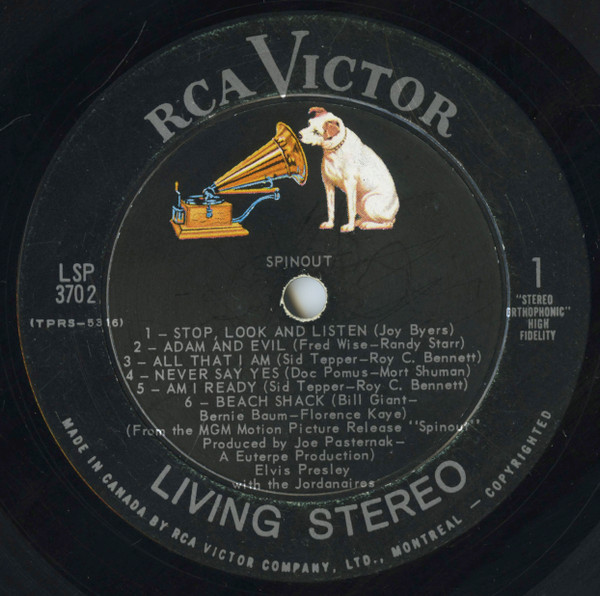 RCA VICTOR
SPINOUT
LSP
3702
(TPRS-5316)
1
"STEREO
ORTHOPHONIC"
HIGH
FIDELITY
1 – STOP, LOOK AND LISTEN (Joy Byers)
2 – ADAM AND EVIL (Fred Wise–Randy Starr)
3 – ALL THAT I AM (Sid Tepper–Roy C. Bennett)
4 – NEVER SAY YES (Doc Pomus–Mort Shuman)
5 – AM I READY (Sid Tepper–Roy C. Bennett)
6 – BEACH SHACK (Bill Giant–
Bernie Baum–Florence Kaye)
(From the MGM Motion Picture Release "Spinout"
Produced by Joe Pasternak–
A Euterpe Production)
Elvis Presley
with the Jordanaires
LIVING STEREO
MADE IN CANADA BY RCA VICTOR COMPANY, LTD., MONTREAL – COPYRIGHTED